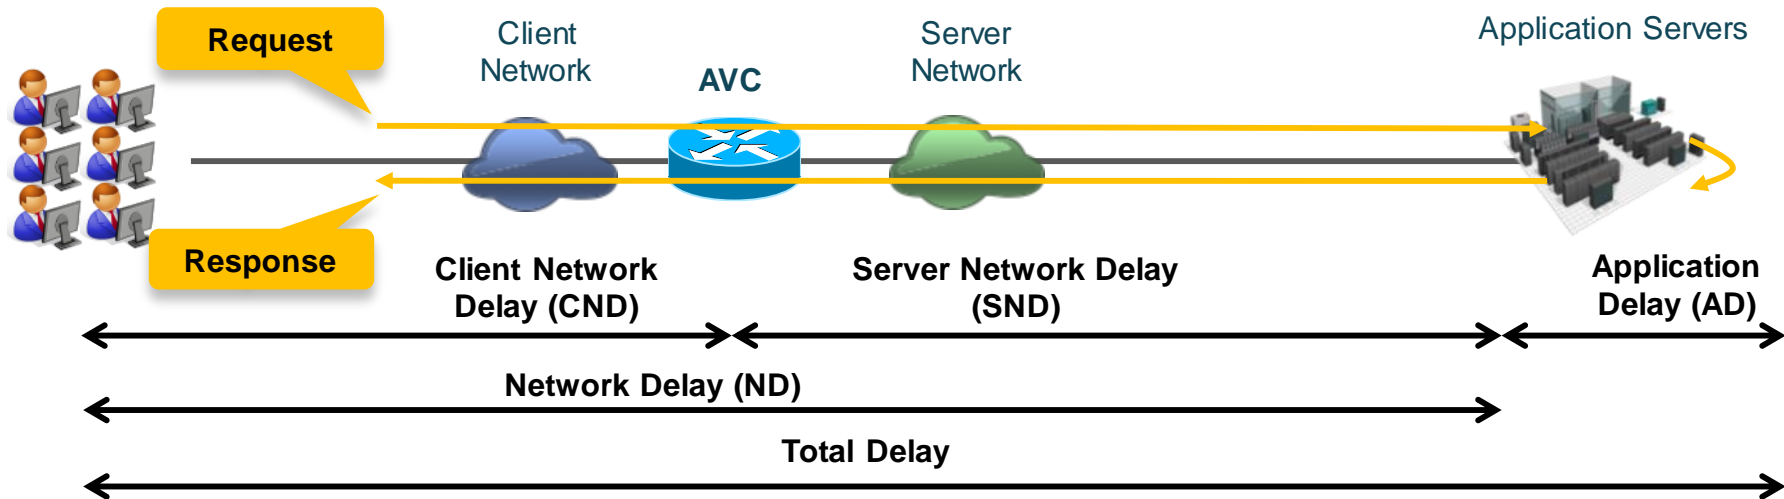 Request
Client
Network
AVC
Server
Network
Application Servers
Response
Client Network
Delay (CND)
Server Network Delay
(SND)
Application
Delay (AD)
Network Delay (ND)
Total Delay